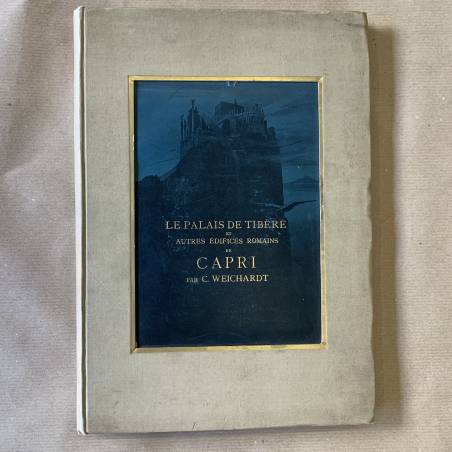 LE PALAIS DE TIBÈRE
ET
AUTRES ÉDIFICES ROMAINS
DE
CAPRI
PAR C. WEICHARDT